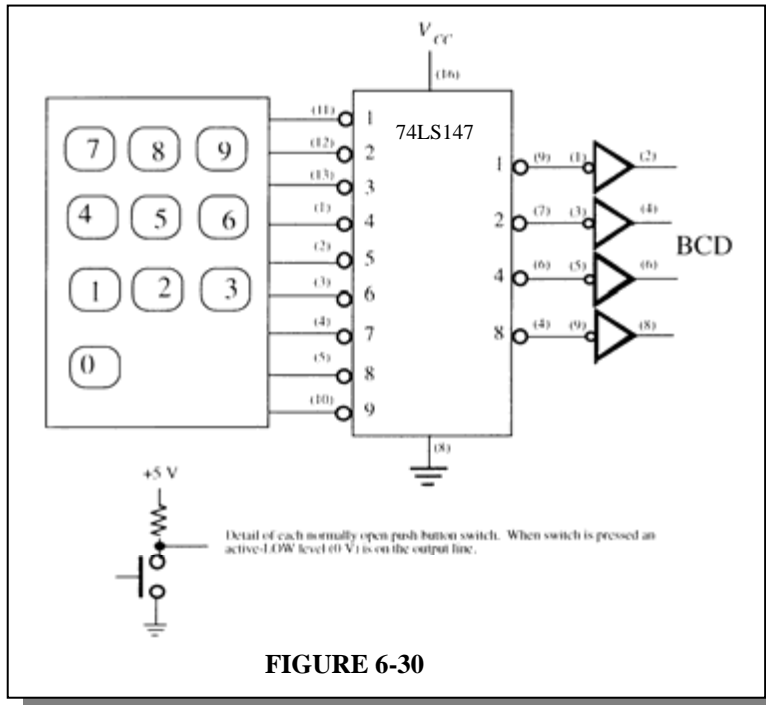 VCC
(16)
74LS147
7 8 9
4 5 6
1 2 3
0
(11) 1
(12) 2
(13) 3
(1) 4
(2) 5
(3) 6
(4) 7
(5) 8
(10) 9
1 (9) (1) (2)
2 (7) (3) (4)
BCD
4 (6) (5) (6)
8 (4) (9) (8)
(8)
+5 V
Detail of each normally open push button switch. When switch is pressed an
active-LOW level (0 V) is on the output line.
FIGURE 6-30